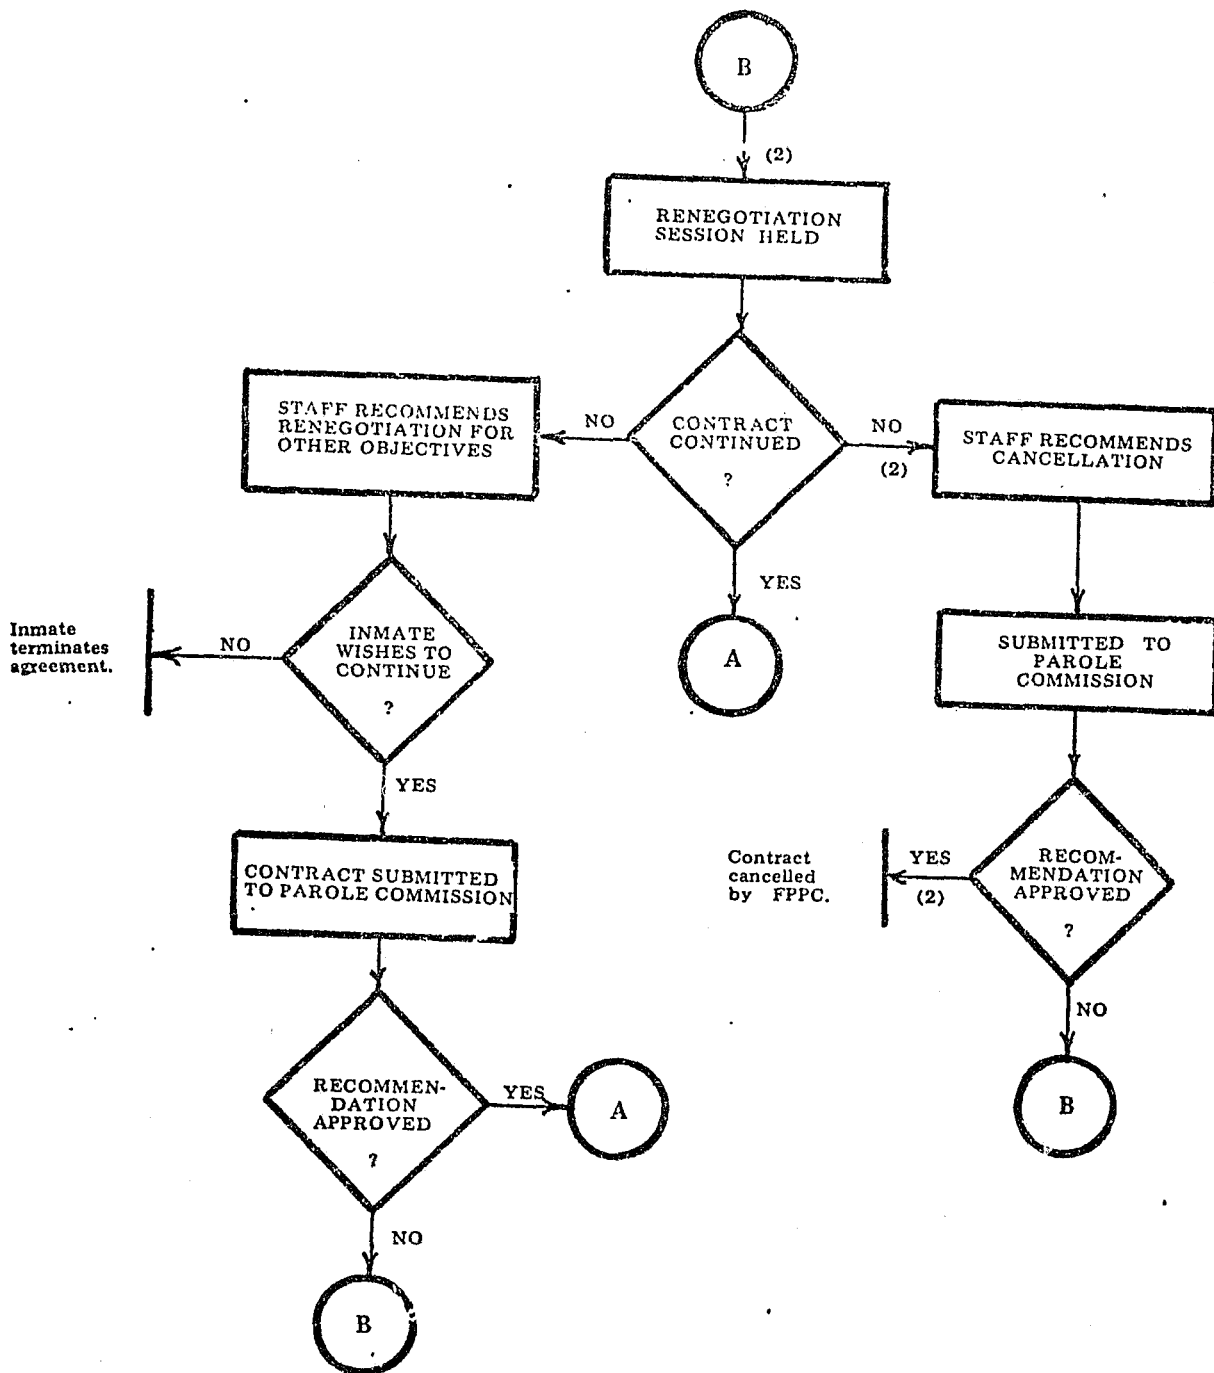 B
(2)
RENEGOTIATION
SESSION HELD
STAFF RECOMMENDS
RENEGOTIATION FOR
OTHER OBJECTIVES
NO
CONTRACT
CONTINUED
?
NO
(2)
STAFF RECOMMENDS
CANCELLATION
YES
A
Inmate
terminates
agreement.
NO
INMATE
WISHES TO
CONTINUE
?
SUBMITTED TO
PAROLE
COMMISSION
YES
CONTRACT SUBMITTED
TO PAROLE COMMISSION
Contract
cancelled
by FPPC.
YES
(2)
RECOM-
MENDATION
APPROVED
?
NO
B
RECOMMEN-
DATION
APPROVED
?
YES
A
NO
B